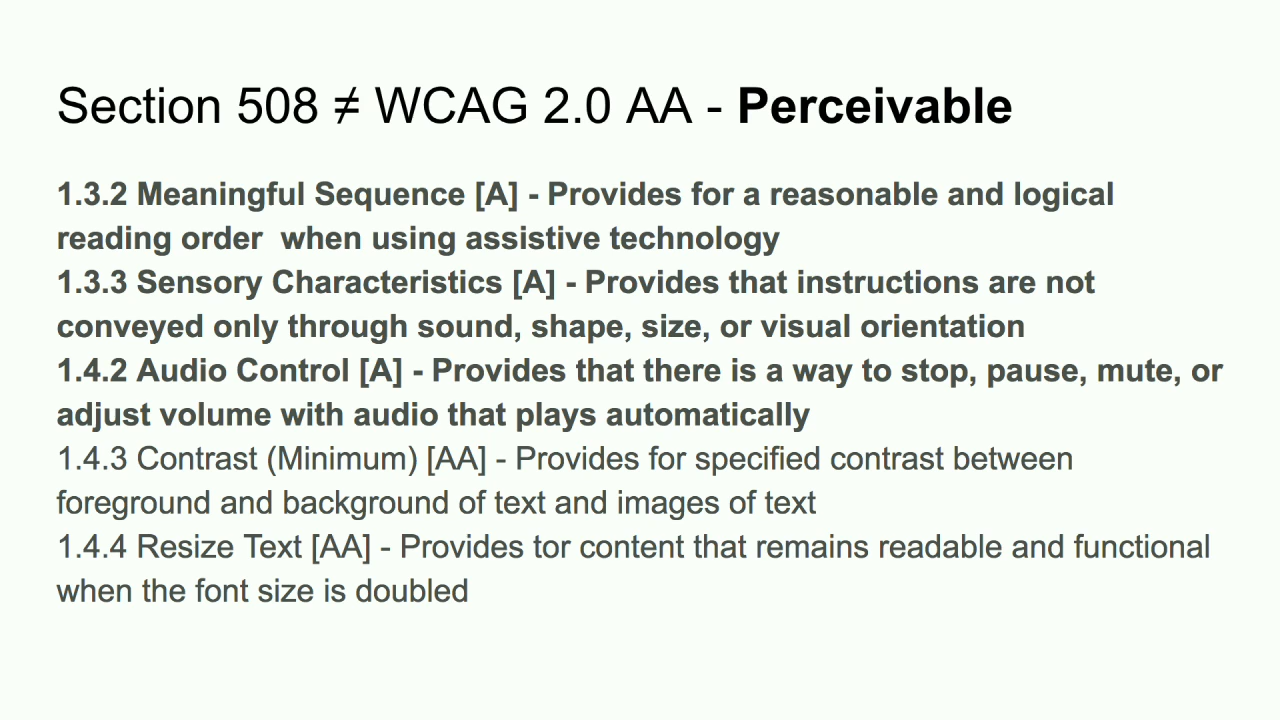 Section 508 ≠ WCAG 2.0 AA - Perceivable
1.3.2 Meaningful Sequence [A] - Provides for a reasonable and logical
reading order  when using assistive technology
1.3.3 Sensory Characteristics [A] - Provides that instructions are not
conveyed only through sound, shape, size, or visual orientation
1.4.2 Audio Control [A] - Provides that there is a way to stop, pause, mute, or
adjust volume with audio that plays automatically
1.4.3 Contrast (Minimum) [AA] - Provides for specified contrast between
foreground and background of text and images of text
1.4.4 Resize Text [AA] - Provides tor content that remains readable and functional
when the font size is doubled